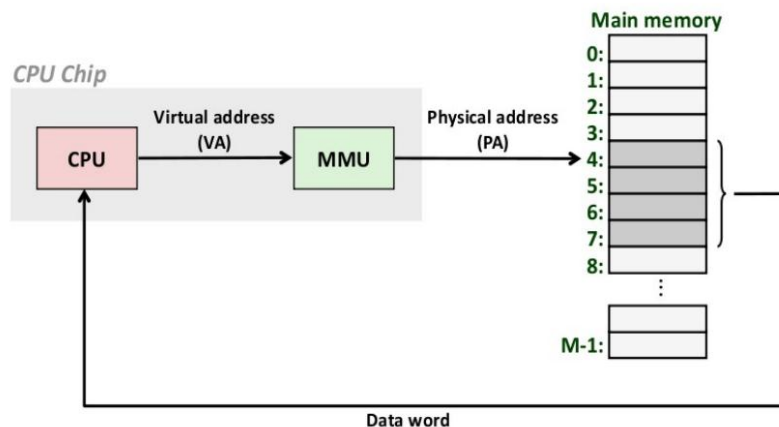 Main memory
CPU Chip
Virtual address
(VA)
Physical address
(PA)
CPU
MMU
0:
1:
2:
3:
4:
5:
6:
7:
8:
⋮
M-1:
Data word